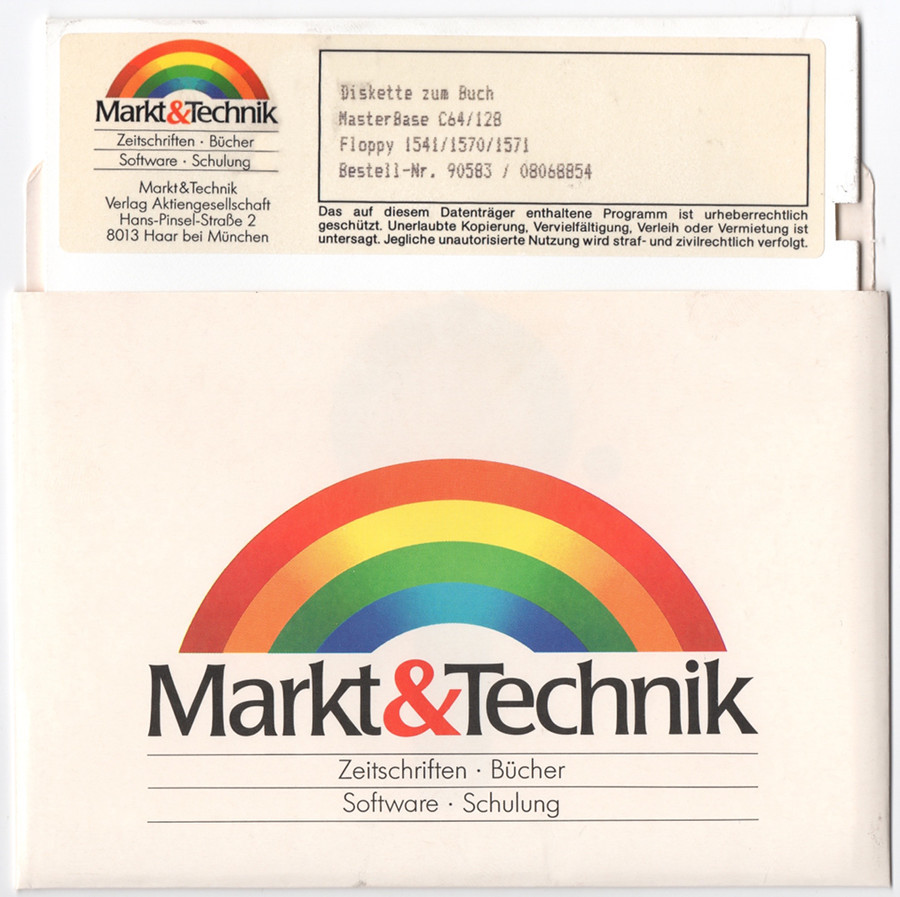 Markt&Technik
Zeitschriften · Bücher
Software · Schulung
Markt&Technik
Verlag Aktiengesellschaft
Hans-Pinsel-Straße 2
8013 Haar bei München
Diskette zum Buch
MasterBase C64/128
Floppy 1541/1570/1571
Bestell-Nr. 90583 / 08068854
Das auf diesem Datenträger enthaltene Programm ist urheberrechtlich
geschützt. Unerlaubte Kopierung, Vervielfältigung, Verleih oder Vermietung ist
untersagt. Jegliche unautorisierte Nutzung wird straf- und zivilrechtlich verfolgt.
Markt&Technik
Zeitschriften · Bücher
Software · Schulung